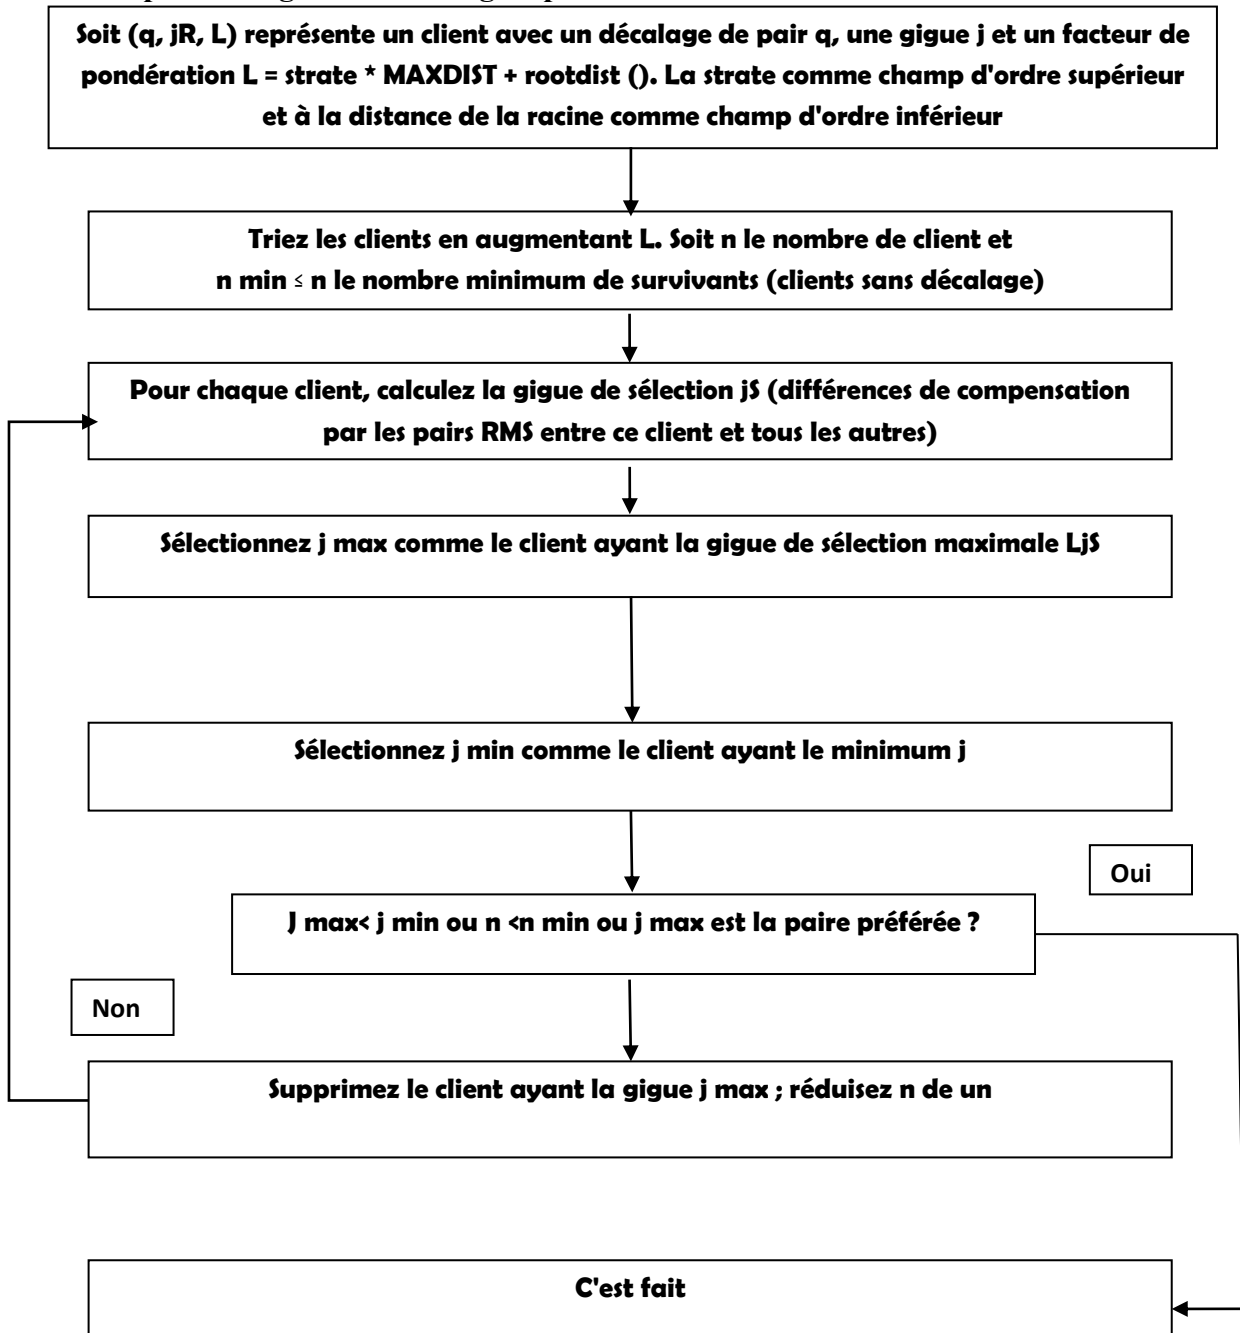 Soit (q, jR, L) représente un client avec un décalage de pair q, une gigue j et un facteur de
pondération L = strate * MAXDIST + rootdist (). La strate comme champ d'ordre supérieur
et à la distance de la racine comme champ d'ordre inférieur
Triez les clients en augmentant L. Soit n le nombre de client et
n min ≤ n le nombre minimum de survivants (clients sans décalage)
Pour chaque client, calculez la gigue de sélection jS (différences de compensation
par les pairs RMS entre ce client et tous les autres)
Sélectionnez j max comme le client ayant la gigue de sélection maximale LjS
Sélectionnez j min comme le client ayant le minimum j
Oui
J max< j min ou n <n min ou j max est la paire préférée ?
Non
Supprimez le client ayant la gigue j max ; réduisez n de un
C'est fait